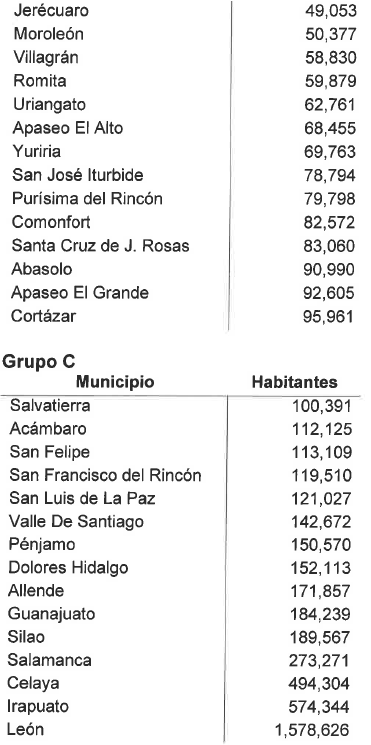 Jerécuaro 49,053
Moroleón 50,377
Villagrán 58,830
Romita 59,879
Uriangato 62,761
Apaseo El Alto 68,455
Yuriria 69,763
San José Iturbide 78,794
Purísima del Rincón 79,798
Comonfort 82,572
Santa Cruz de J. Rosas 83,060
Abasolo 90,990
Apaseo El Grande 92,605
Cortázar 95,961
Grupo C
Municipio Habitantes
Salvatierra 100,391
Acámbaro 112,125
San Felipe 113,109
San Francisco del Rincón 119,510
San Luis de La Paz 121,027
Valle De Santiago 142,672
Pénjamo 150,570
Dolores Hidalgo 152,113
Allende 171,857
Guanajuato 184,239
Silao 189,567
Salamanca 273,271
Celaya 494,304
Irapuato 574,344
León 1,578,626